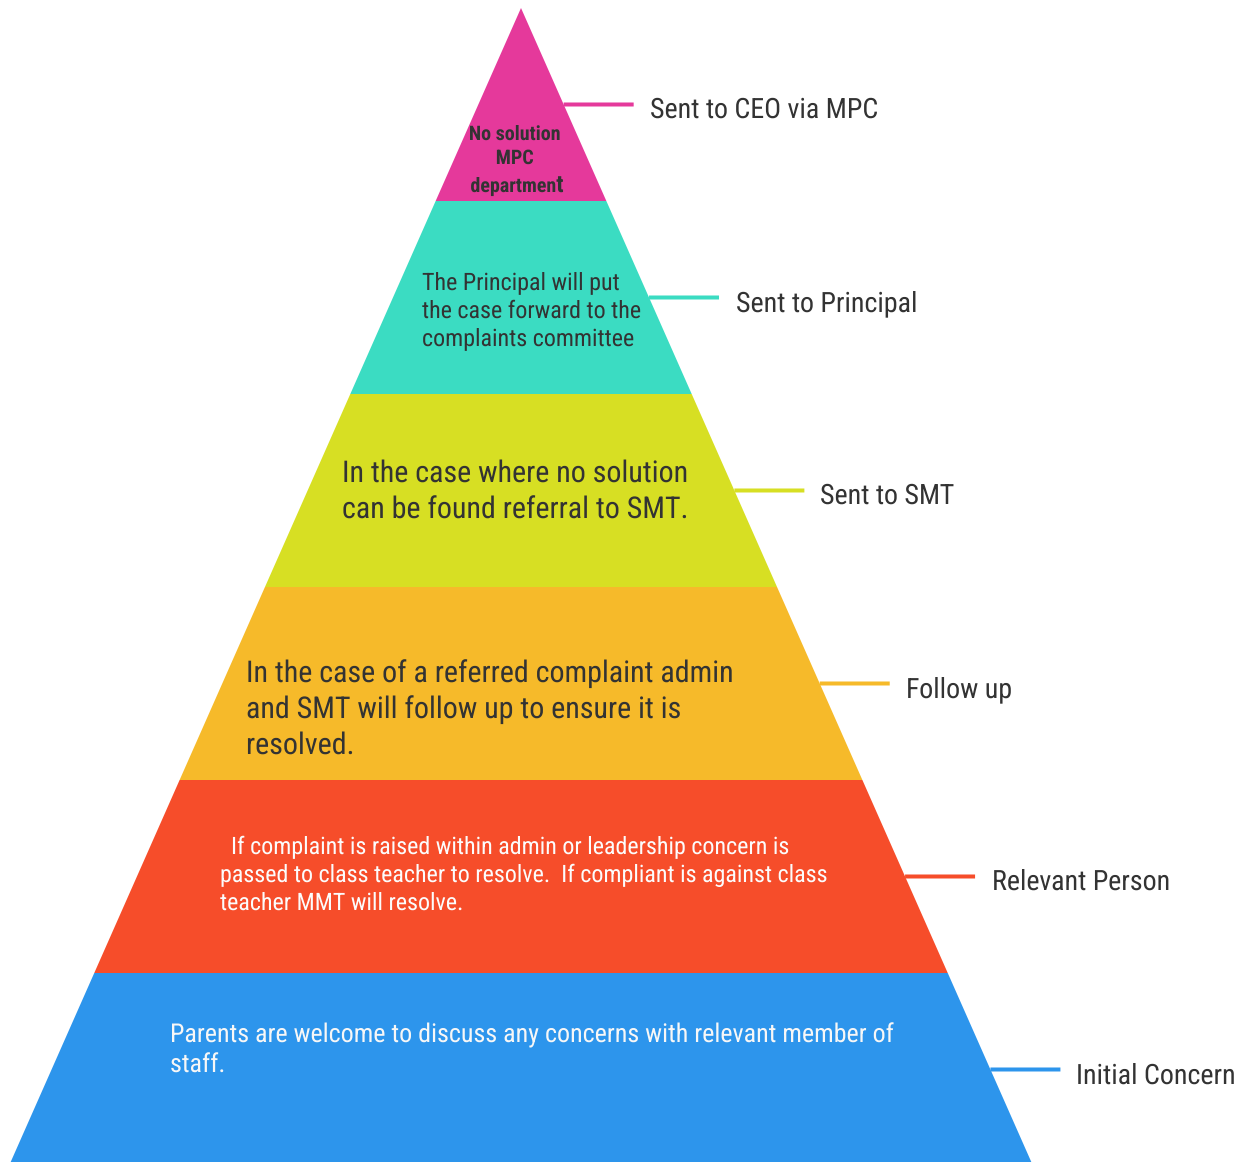 Sent to CEO via MPC
No solution
MPC
department
The Principal will put
the case forward to the
complaints committee
Sent to Principal
In the case where no solution
can be found referral to SMT.
Sent to SMT
In the case of a referred complaint admin
and SMT will follow up to ensure it is
resolved.
Follow up
If complaint is raised within admin or leadership concern is
passed to class teacher to resolve.  If compliant is against class
teacher MMT will resolve.
Relevant Person
Parents are welcome to discuss any concerns with relevant member of
staff.
Initial Concern